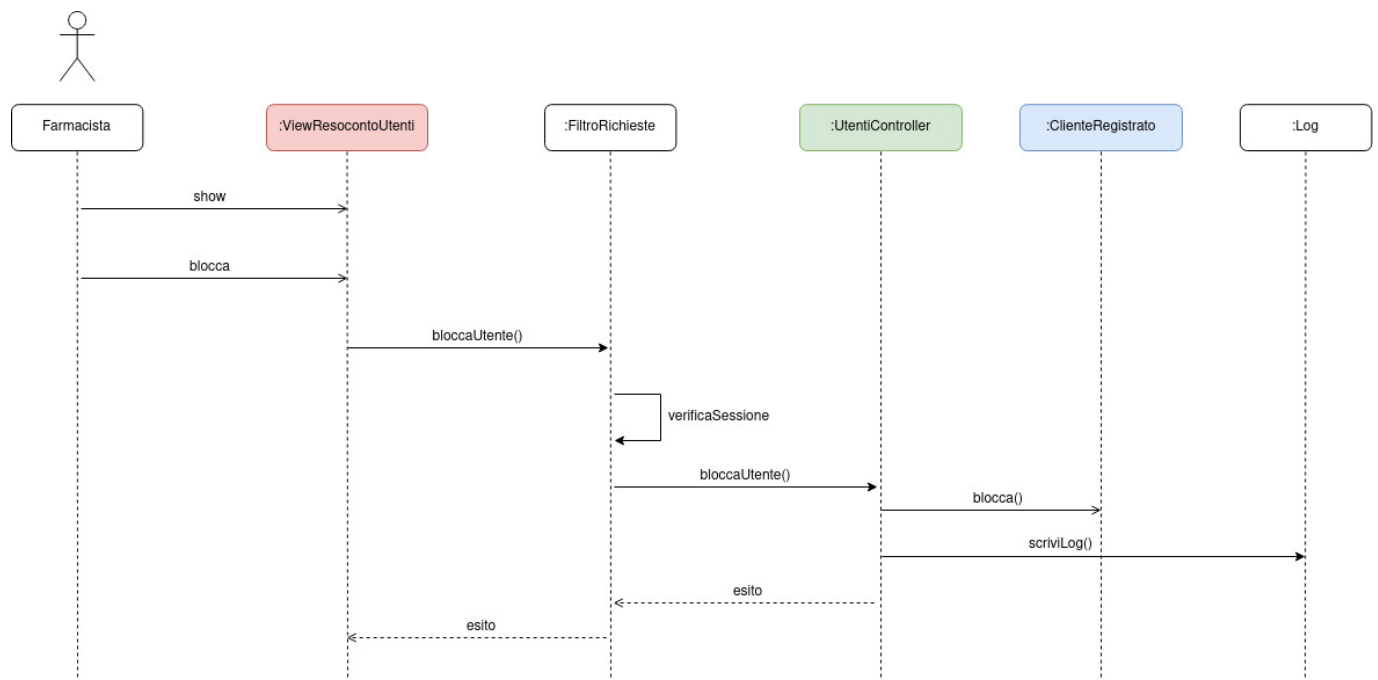 Farmacista
:ViewResocontoUtenti
:FiltroRichieste
:UtentiController
:ClienteRegistrato
:Log
show
blocca
bloccaUtente()
verificaSessione
bloccaUtente()
blocca()
scriviLog()
esito
esito